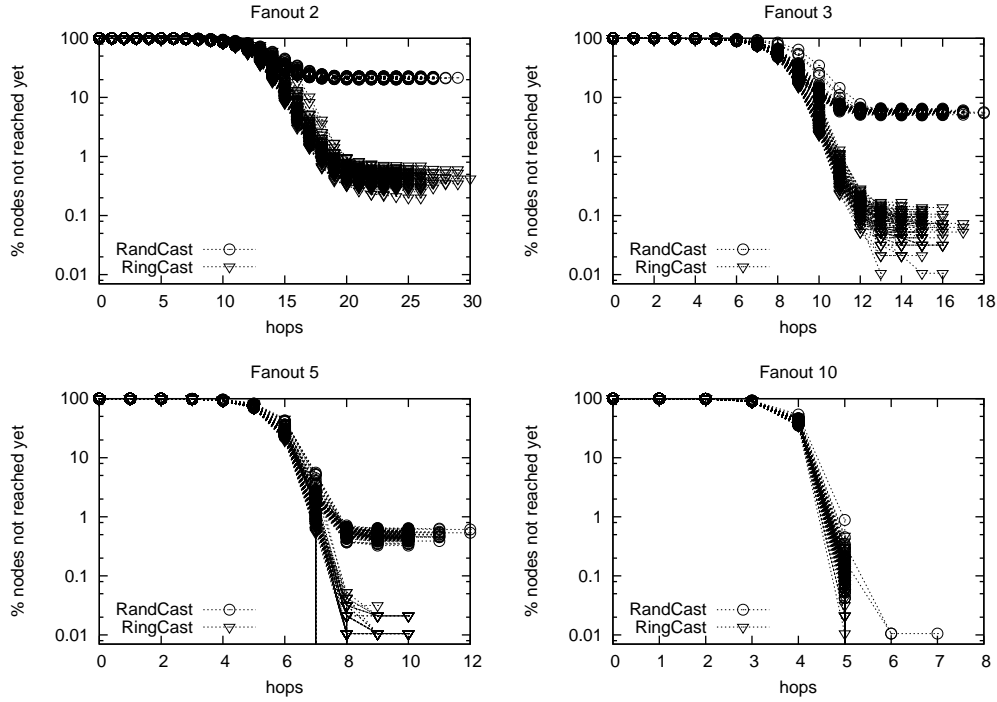 Fanout 2
100
10
1
0.1
0.01
% nodes not reached yet
RandCast
RingCast
0 5 10 15 20 25 30
hops
Fanout 3
100
10
1
0.1
0.01
% nodes not reached yet
RandCast
RingCast
0 2 4 6 8 10 12 14 16 18
hops
Fanout 5
100
10
1
0.1
0.01
% nodes not reached yet
RandCast
RingCast
0 2 4 6 8 10 12
hops
Fanout 10
100
10
1
0.1
0.01
% nodes not reached yet
RandCast
RingCast
0 1 2 3 4 5 6 7 8
hops